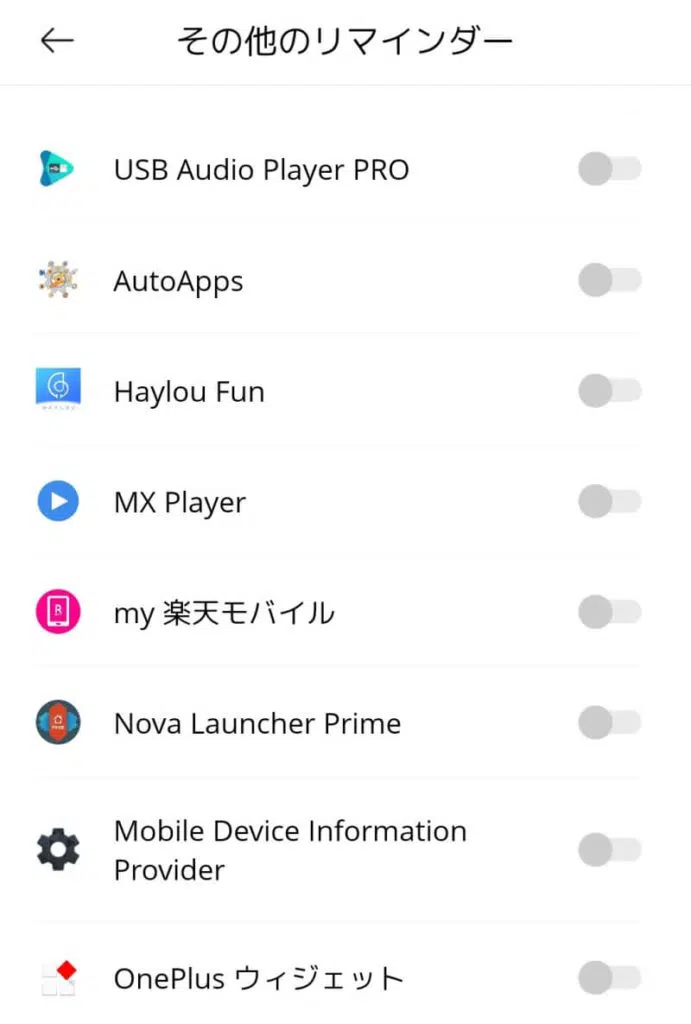 その他のリマインダー
USB Audio Player PRO
AutoApps
Haylou Fun
MX Player
my 楽天モバイル
Nova Launcher Prime
Mobile Device Information
Provider
OnePlus ウィジェット